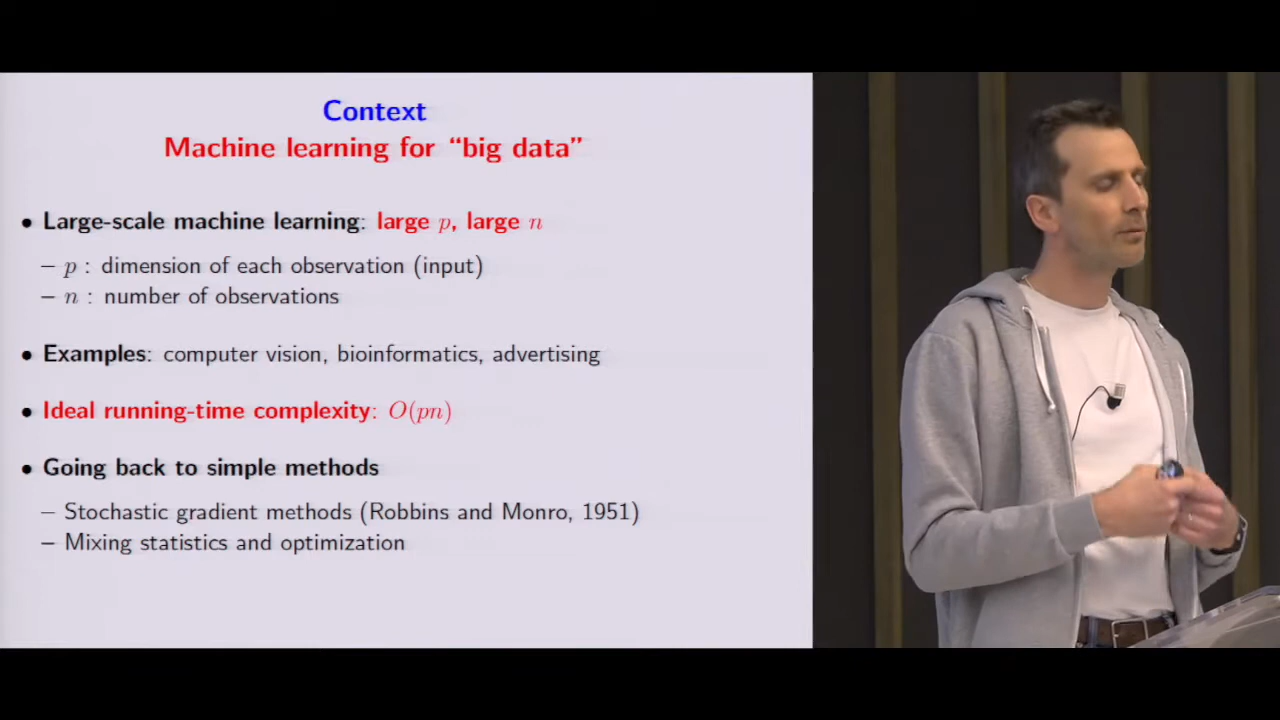 Context
Machine learning for “big data”
• Large-scale machine learning: large p, large n
– p : dimension of each observation (input)
– n : number of observations
• Examples: computer vision, bioinformatics, advertising
• Ideal running-time complexity: O(pn)
• Going back to simple methods
– Stochastic gradient methods (Robbins and Monro, 1951)
– Mixing statistics and optimization